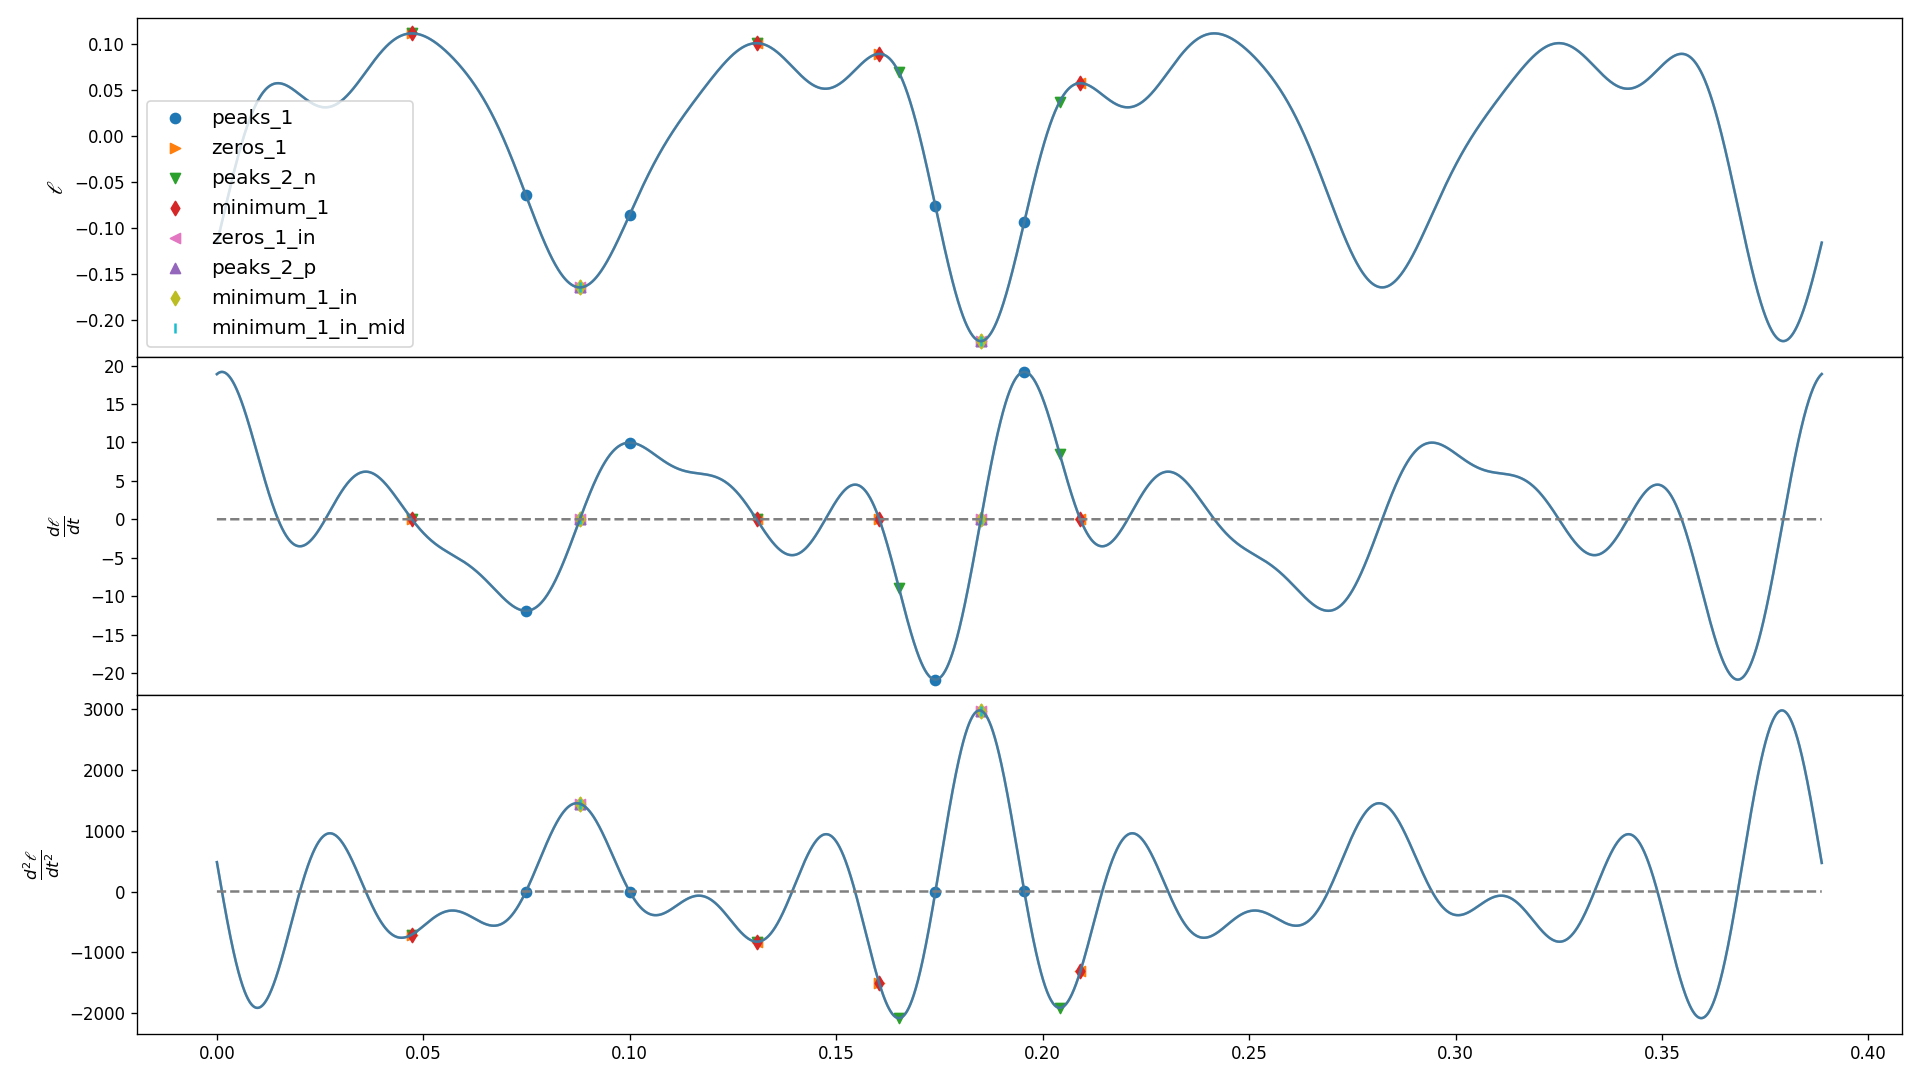 0.10
0.05
0.00
−0.05
−0.10
−0.15
−0.20
ℓ
peaks_1
zeros_1
peaks_2_n
minimum_1
zeros_1_in
peaks_2_p
minimum_1_in
minimum_1_in_mid
20
15
10
5
0
−5
−10
−15
−20
dℓ
dt
3000
2000
1000
0
−1000
−2000
d²ℓ
dt²
0.00 0.05 0.10 0.15 0.20 0.25 0.30 0.35 0.40